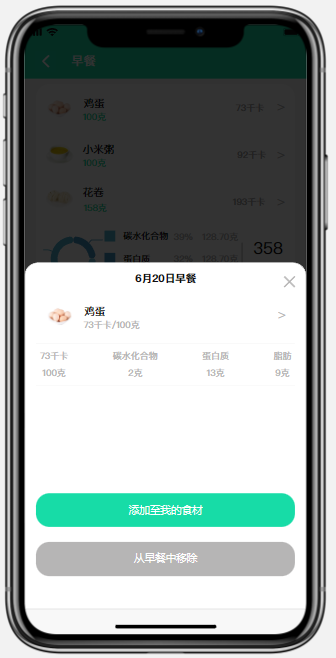 早餐
鸡蛋
100克
73千卡 >
小米粥
100克
92千卡 >
花卷
158克
193千卡 >
碳水化合物 39% 128.70克
蛋白质
358
6月20日早餐
鸡蛋
73千卡/100克
73千卡 碳水化合物 蛋白质 脂肪
100克 2克 13克 9克
添加至我的食材
从早餐中移除